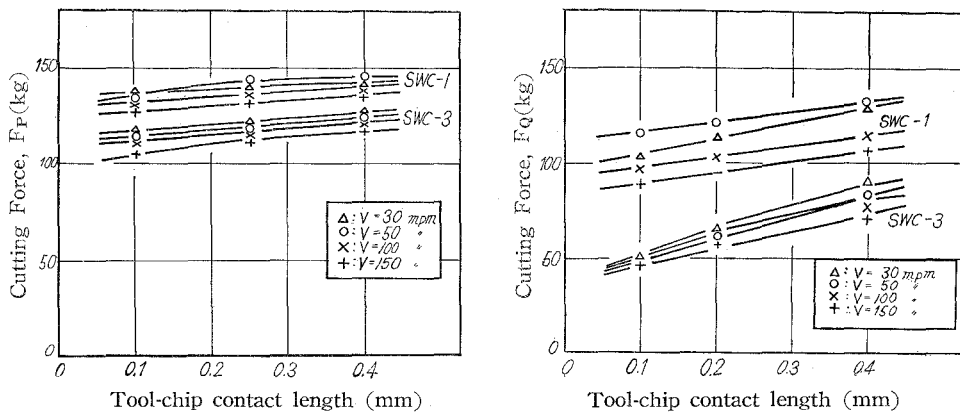 Cutting Force, FP (kg)
150
100
50
0
SWC-1
SWC-3
△ : V=30 mpm
○ : V=50 〃
× : V=100 〃
+ : V=150 〃
0 0.1 0.2 0.3 0.4
Tool-chip contact length (mm)
Cutting Force, FQ (kg)
150
100
50
0
SWC-1
SWC-3
△ : V= 30 mpm
○ : V= 50 〃
× : V= 100 〃
+ : V= 150 〃
0 0.1 0.2 0.3 0.4
Tool-chip contact length (mm)